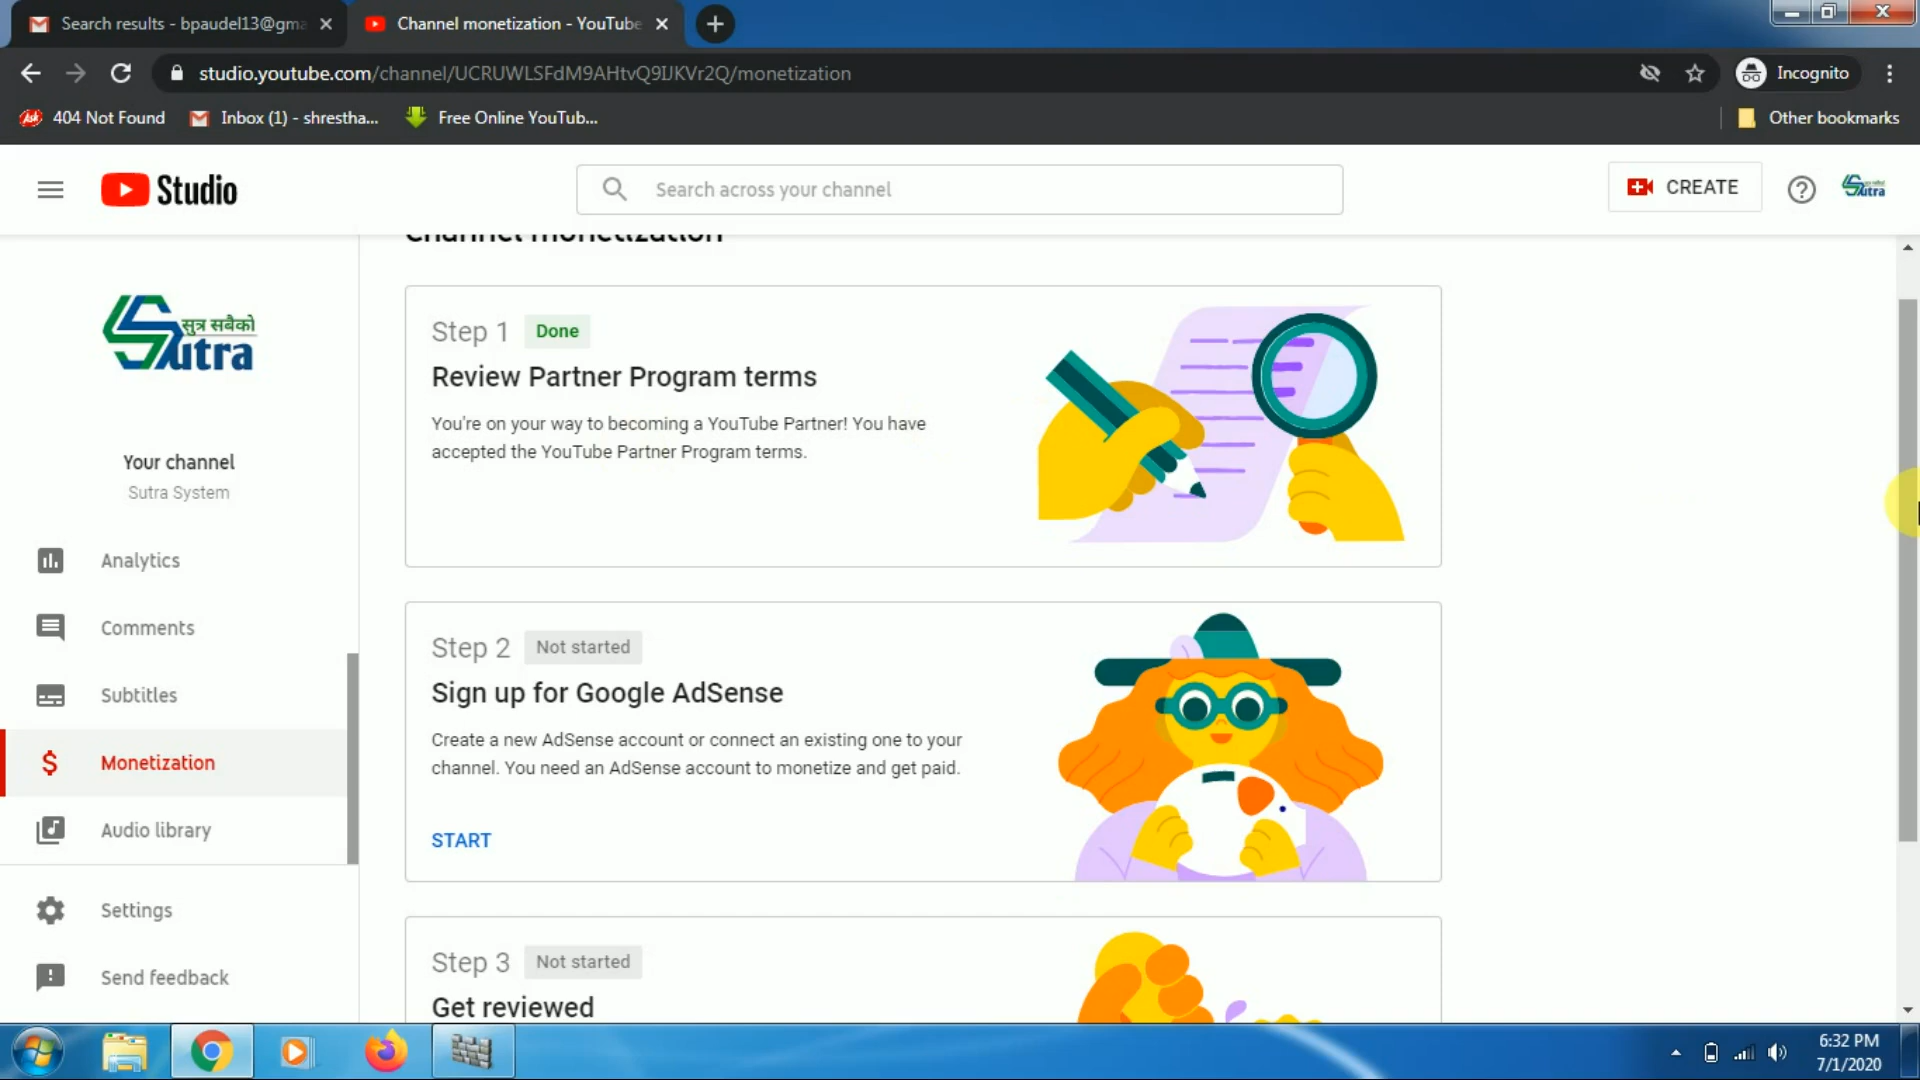 Search results - bpaudel13@gma
Channel monetization - YouTube
studio.youtube.com/channel/UCRUWLSFdM9AHtvQ9IJKVr2Q/monetization
Incognito
404 Not Found
Inbox (1) - shrestha...
Free Online YouTub...
Other bookmarks
Studio
Search across your channel
CREATE
सुत्र सबैको
Sutra
Your channel
Sutra System
Analytics
Comments
Subtitles
Monetization
Audio library
Settings
Send feedback
Channel monetization
Step 1
Done
Review Partner Program terms
You're on your way to becoming a YouTube Partner! You have
accepted the YouTube Partner Program terms.
Step 2
Not started
Sign up for Google AdSense
Create a new AdSense account or connect an existing one to your
channel. You need an AdSense account to monetize and get paid.
START
Step 3
Not started
Get reviewed
6:32 PM
7/1/2020